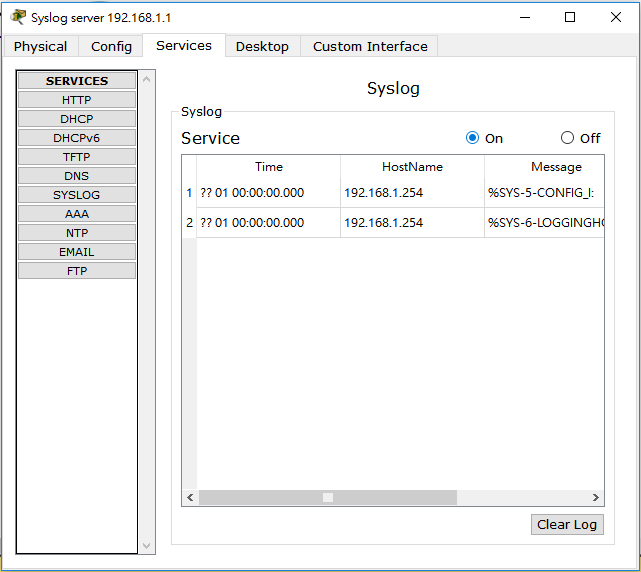 Syslog server 192.168.1.1
Physical Config Services Desktop Custom Interface
SERVICES
HTTP
DHCP
DHCPv6
TFTP
DNS
SYSLOG
AAA
NTP
EMAIL
FTP
Syslog
Syslog
Service On Off
Time HostName Message
1 ?? 01 00:00:00.000 192.168.1.254 %SYS-5-CONFIG_I:
2 ?? 01 00:00:00.000 192.168.1.254 %SYS-6-LOGGINGHO
Clear Log